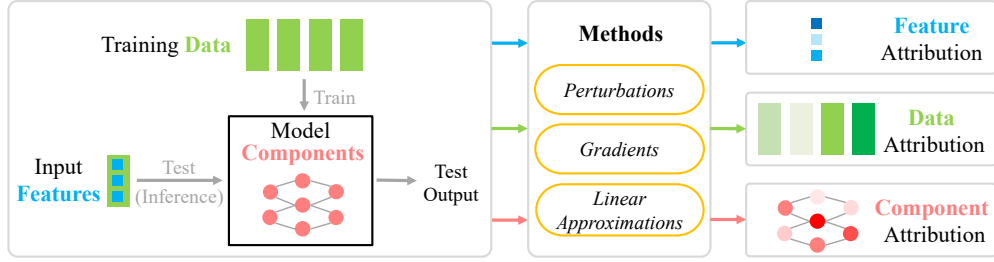 Training Data
Train
Model
Components
Input
Features
Test
(Inference)
Test
Output
Methods
Perturbations
Gradients
Linear
Approximations
Feature
Attribution
Data
Attribution
Component
Attribution